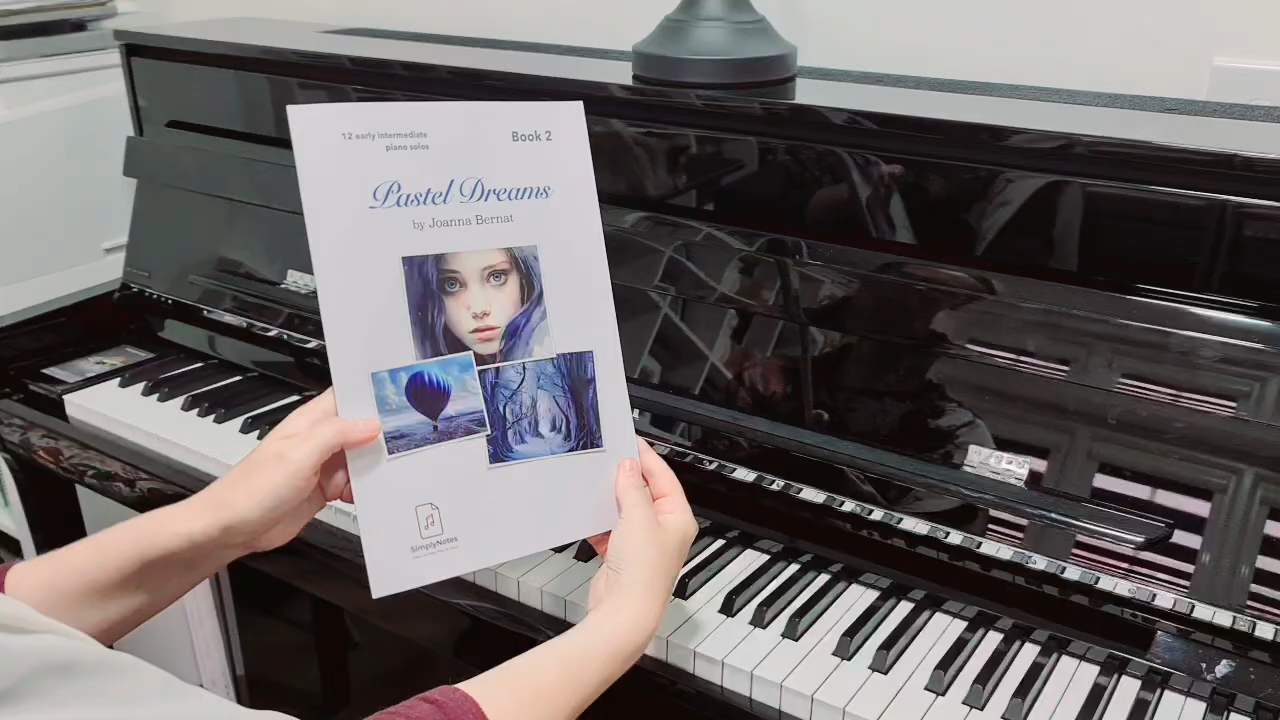 12 early intermediate
piano solos
Book 2
Pastel Dreams
by Joanna Bernat
SimplyNotes